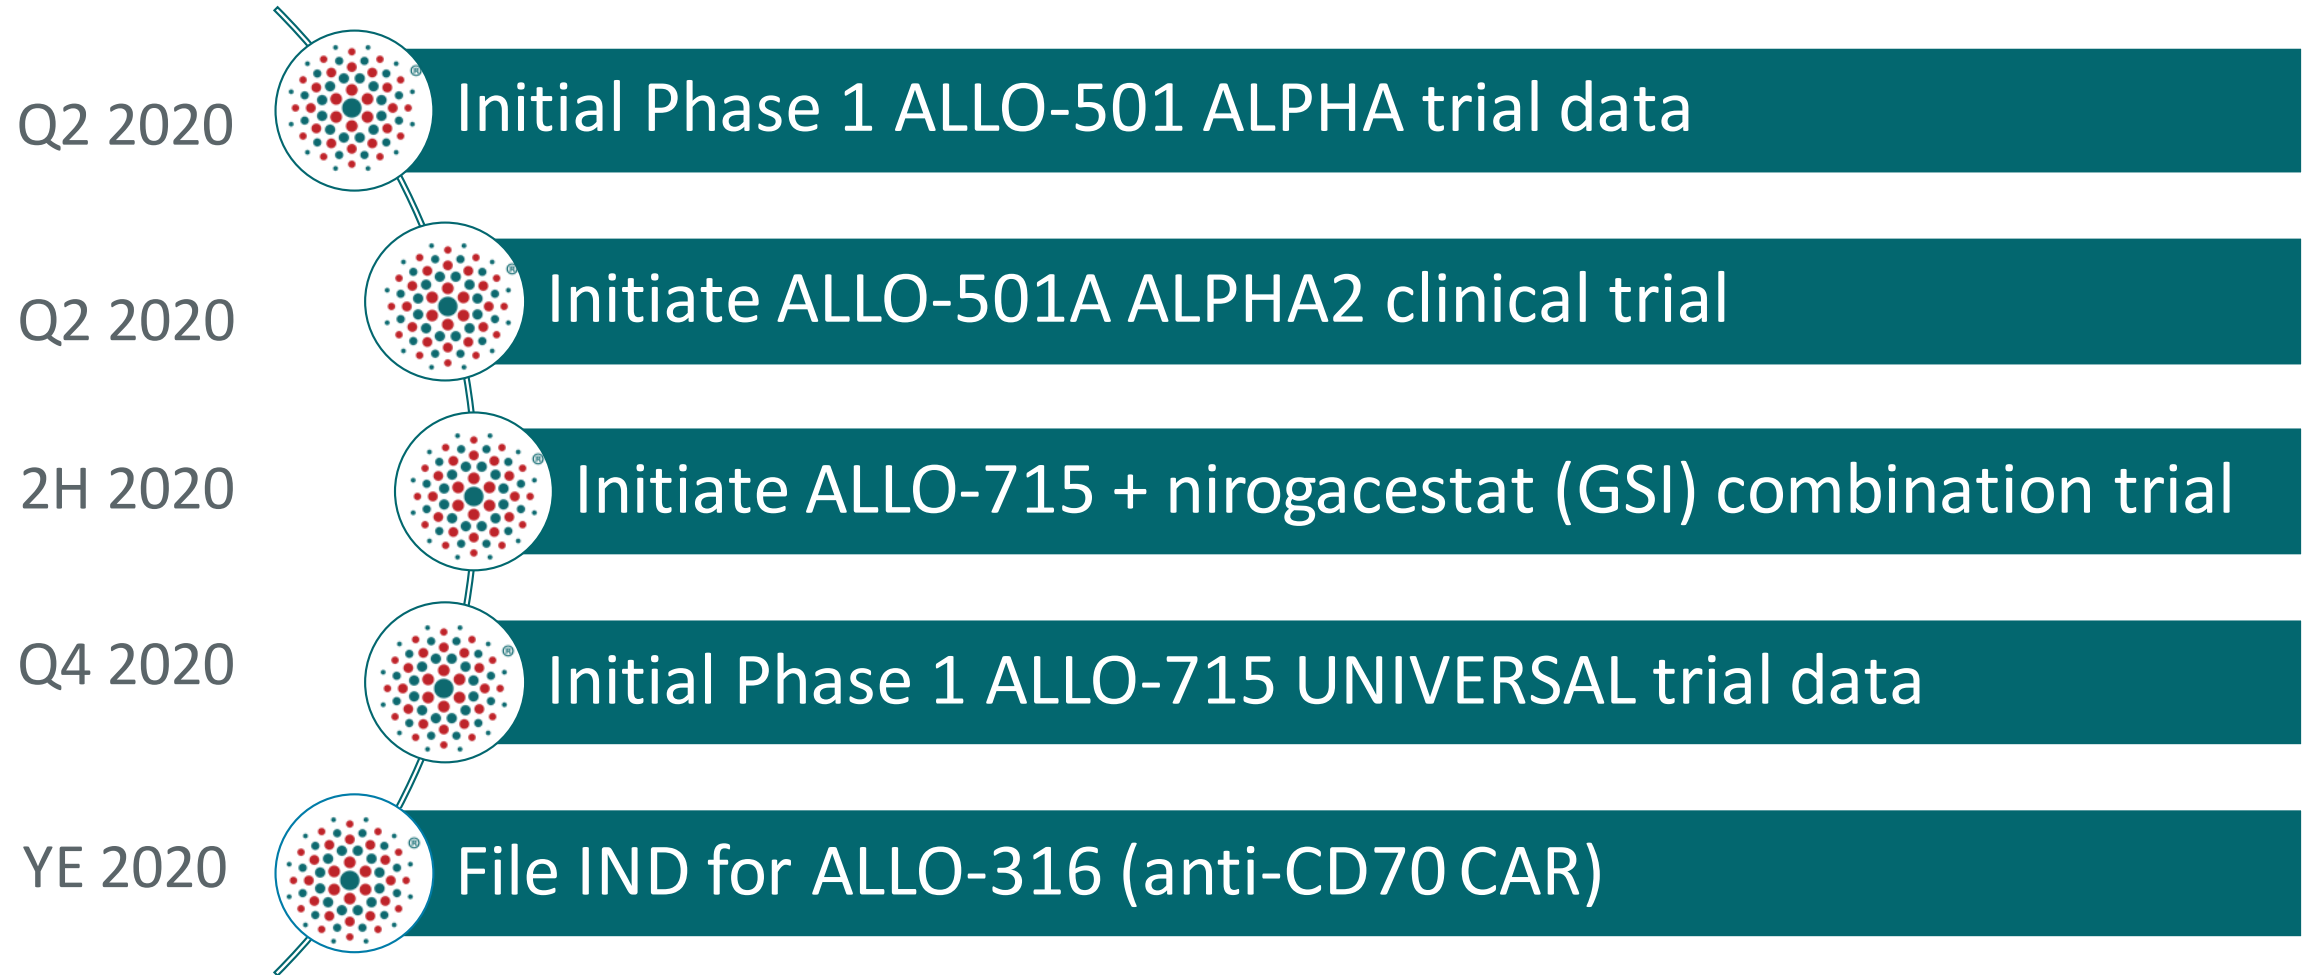 Q2 2020
®
Initial Phase 1 ALLO-501 ALPHA trial data
Q2 2020
®
Initiate ALLO-501A ALPHA2 clinical trial
2H 2020
®
Initiate ALLO-715 + nirogacestat (GSI) combination trial
Q4 2020
®
Initial Phase 1 ALLO-715 UNIVERSAL trial data
YE 2020
®
File IND for ALLO-316 (anti-CD70 CAR)